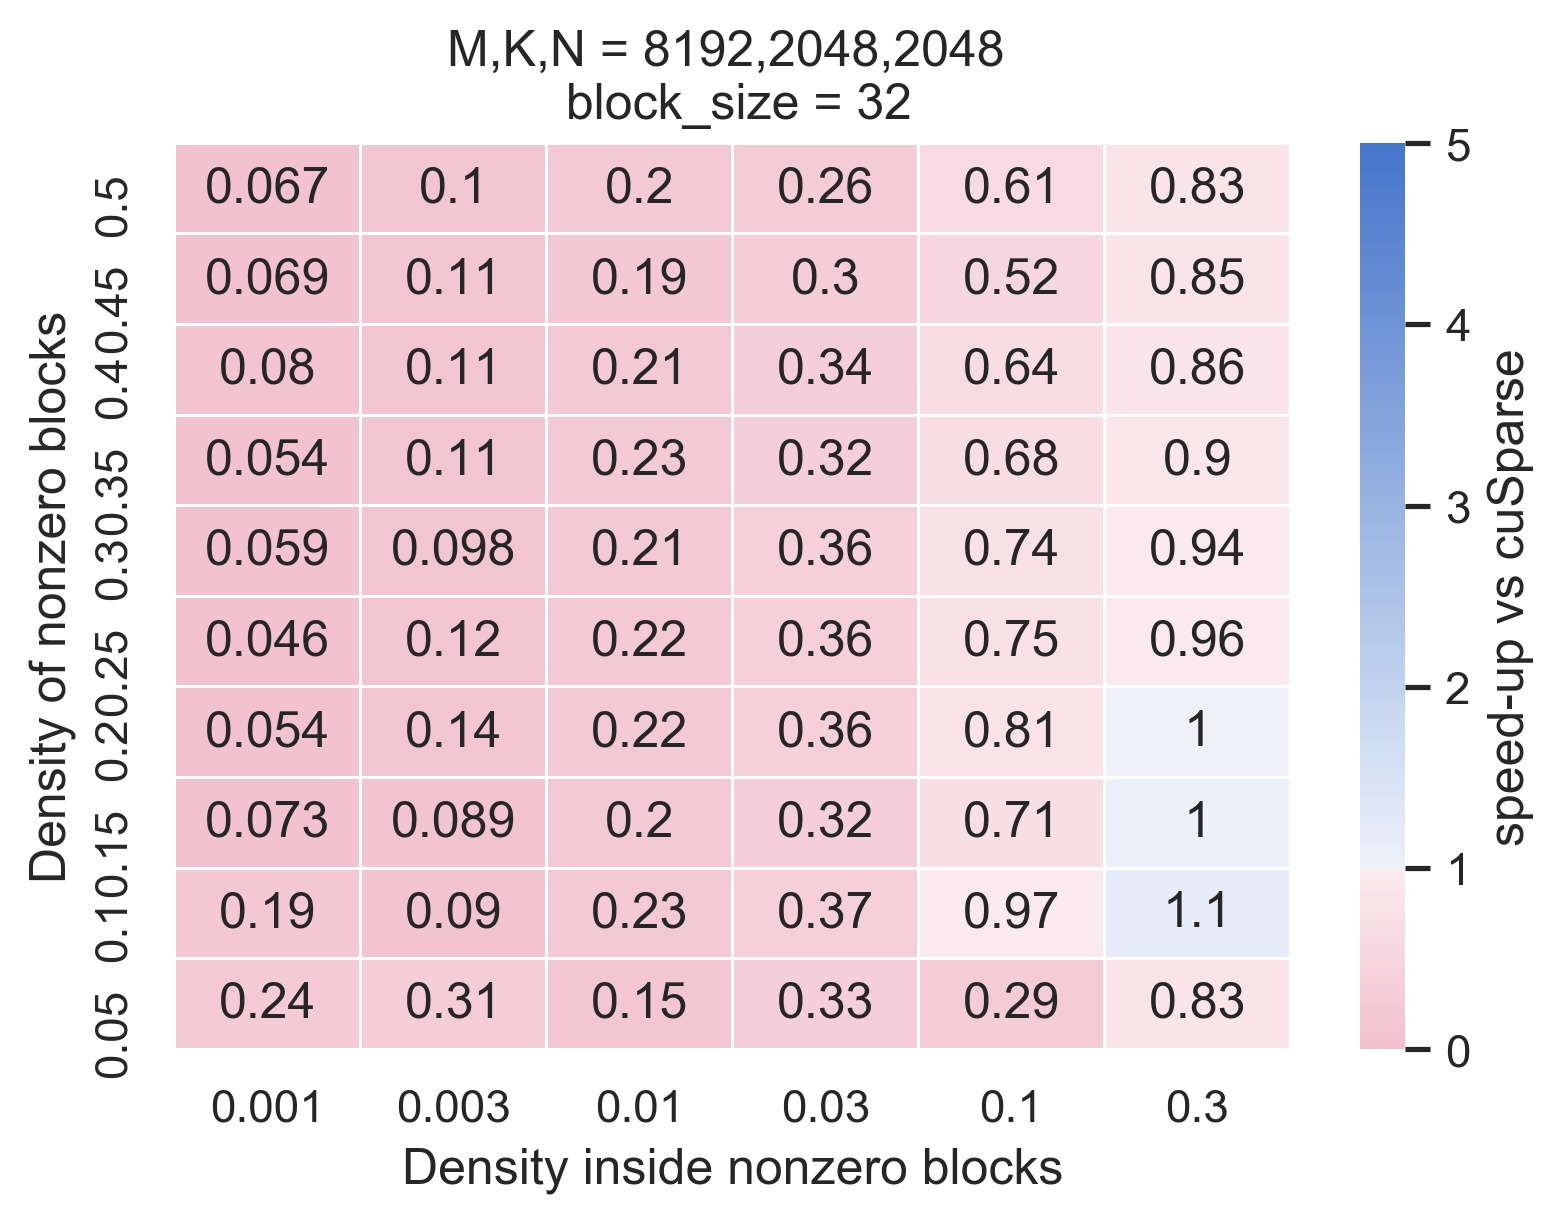 M,K,N = 8192,2048,2048
block_size = 32
Density of nonzero blocks
0.5 0.067 0.1 0.2 0.26 0.61 0.83
0.45 0.069 0.11 0.19 0.3 0.52 0.85
0.4 0.08 0.11 0.21 0.34 0.64 0.86
0.35 0.054 0.11 0.23 0.32 0.68 0.9
0.3 0.059 0.098 0.21 0.36 0.74 0.94
0.25 0.046 0.12 0.22 0.36 0.75 0.96
0.2 0.054 0.14 0.22 0.36 0.81 1
0.15 0.073 0.089 0.2 0.32 0.71 1
0.1 0.19 0.09 0.23 0.37 0.97 1.1
0.05 0.24 0.31 0.15 0.33 0.29 0.83
0.001 0.003 0.01 0.03 0.1 0.3
Density inside nonzero blocks
5
4
3
2
1
0
speed-up vs cuSparse